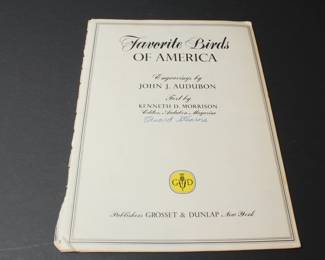 Favorite Birds
OF AMERICA
Engravings by
JOHN J. AUDUBON
Text by
KENNETH D. MORRISON
Editor, Audubon Magazine
G D
Publishers GROSSET & DUNLAP New York